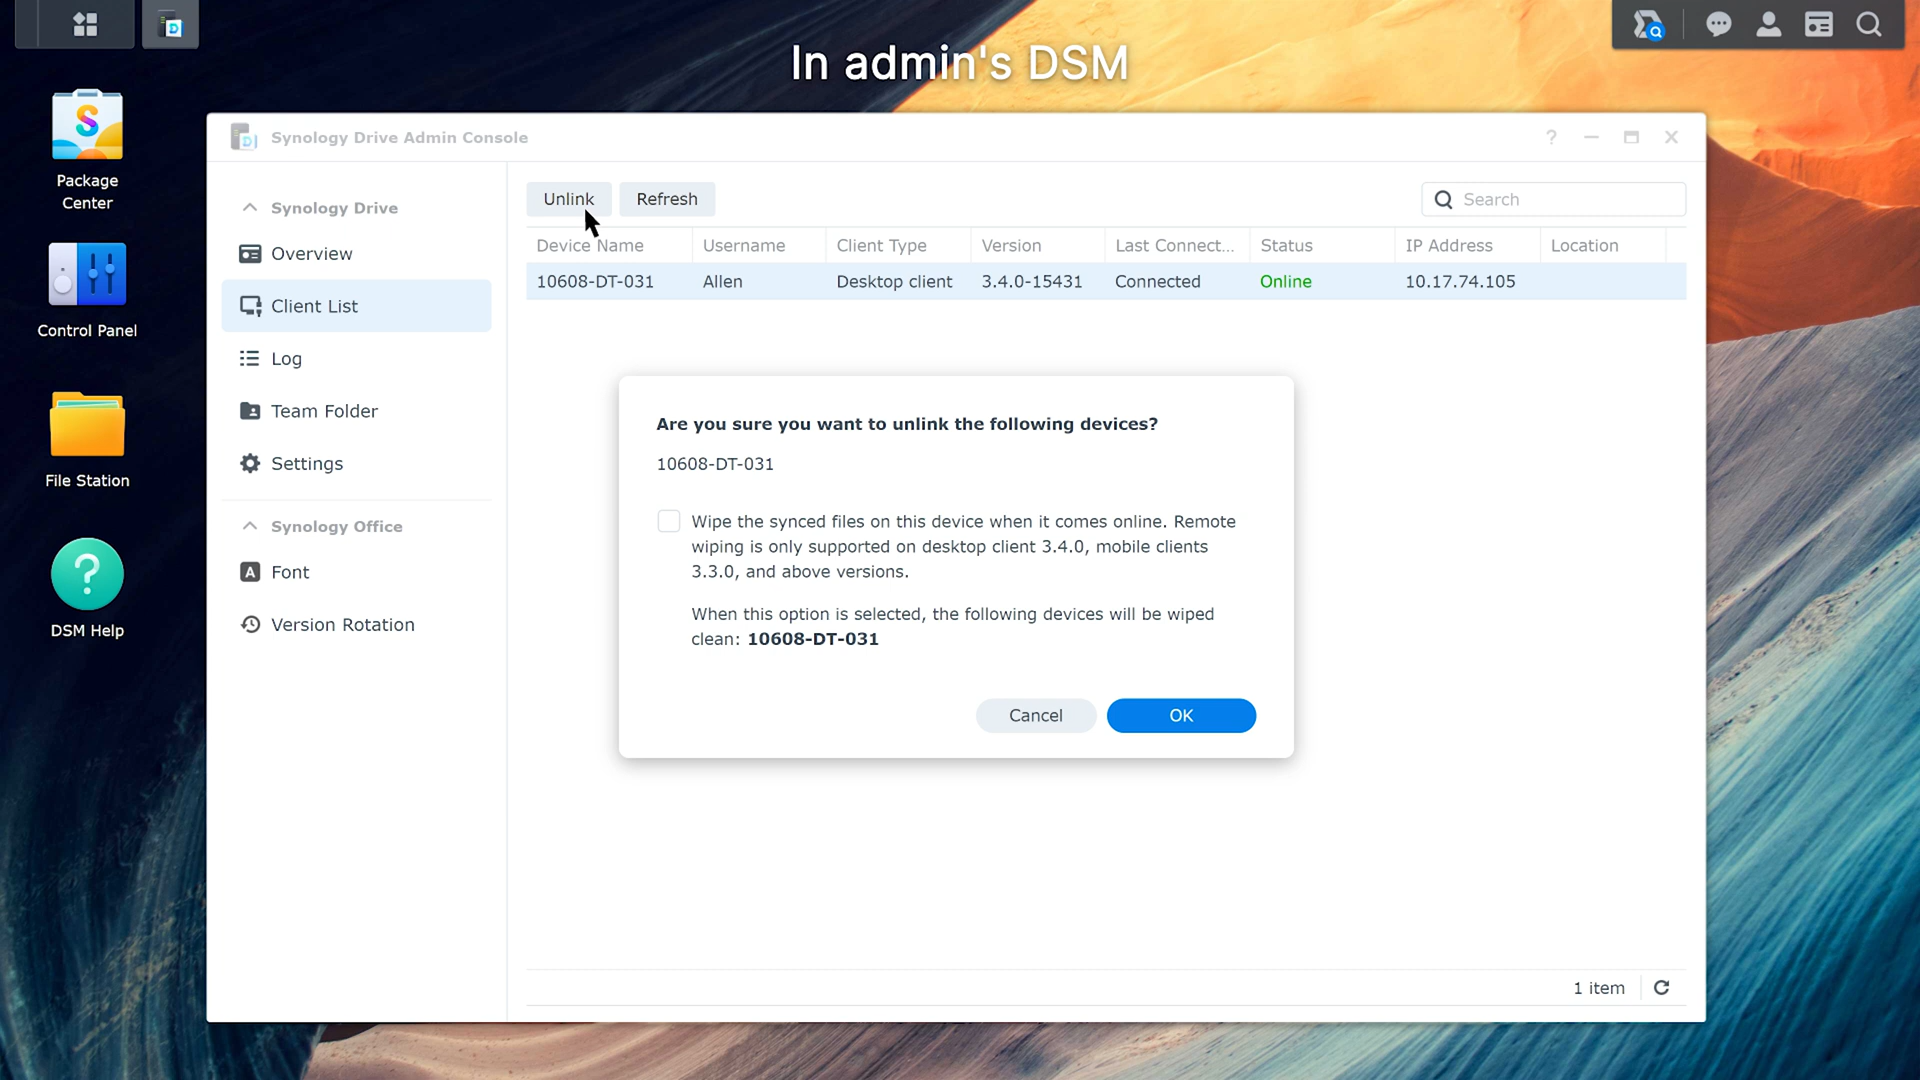 In admin's DSM
Package
Center
Control Panel
File Station
DSM Help
Synology Drive Admin Console
Synology Drive
Overview
Client List
Log
Team Folder
Settings
Synology Office
Font
Version Rotation
Unlink Refresh Search
Device Name Username Client Type Version Last Connect... Status IP Address Location
10608-DT-031 Allen Desktop client 3.4.0-15431 Connected Online 10.17.74.105
Are you sure you want to unlink the following devices?
10608-DT-031
Wipe the synced files on this device when it comes online. Remote
wiping is only supported on desktop client 3.4.0, mobile clients
3.3.0, and above versions.
When this option is selected, the following devices will be wiped
clean: 10608-DT-031
Cancel OK
1 item